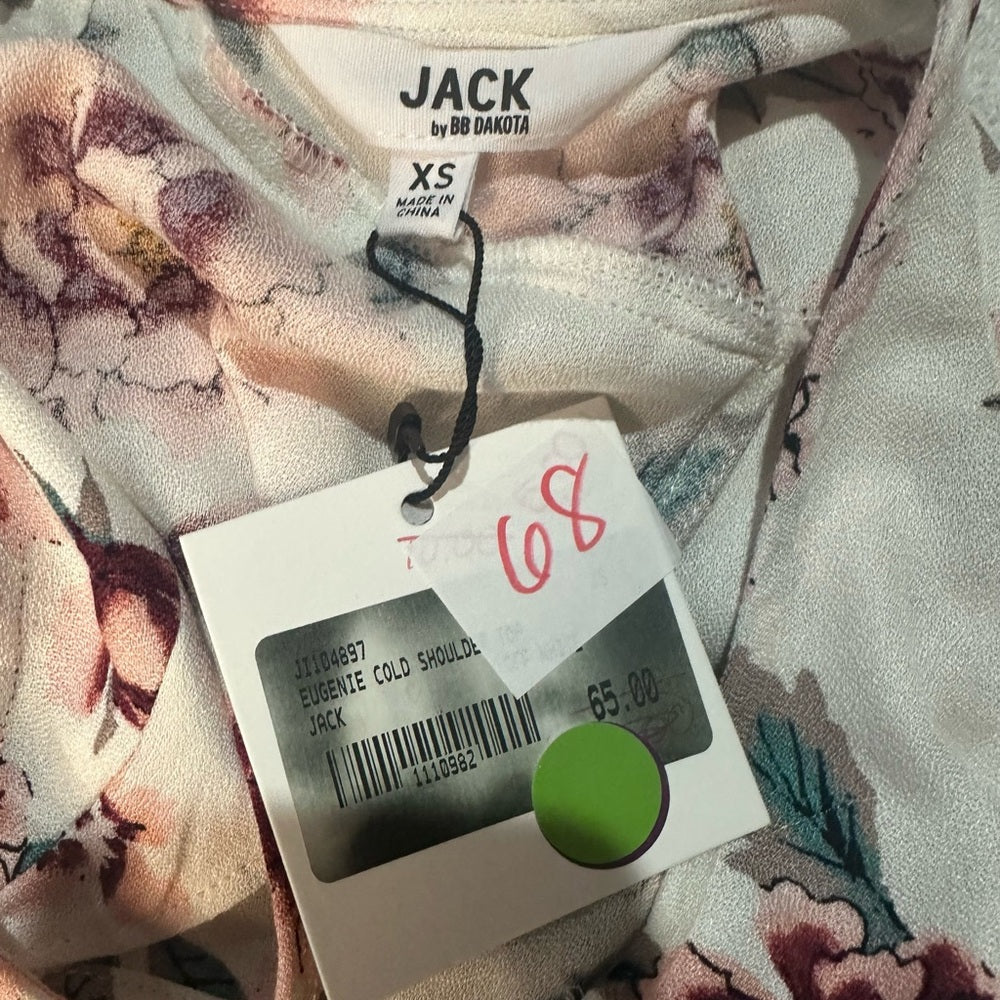 JACK
by BB DAKOTA
XS
MADE IN
CHINA
68
JJ104897
EUGENIE COLD SHOULDE
JACK
65.00
1110982